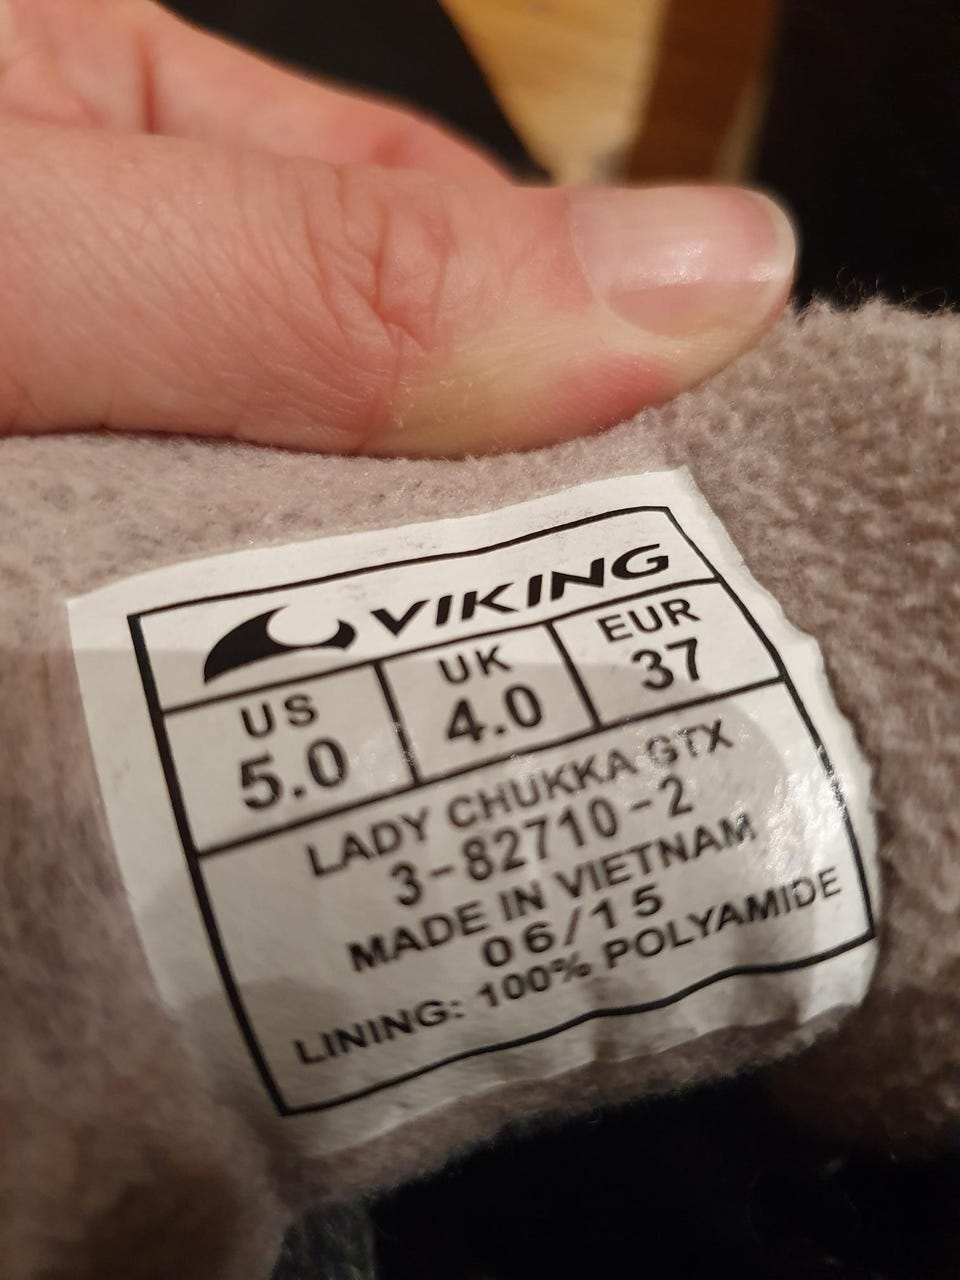 VIKING
US UK EUR
5.0 4.0 37
LADY CHUKKA GTX
3-82710-2
MADE IN VIETNAM
06/15
LINING: 100% POLYAMIDE